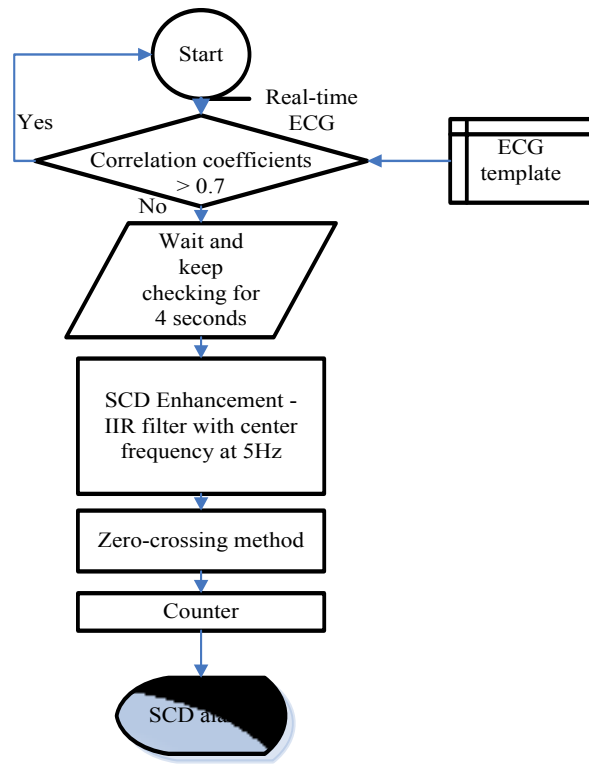 Start
Real-time
ECG
Yes
Correlation coefficients
> 0.7
ECG
template
No
Wait and
keep
checking for
4 seconds
SCD Enhancement -
IIR filter with center
frequency at 5Hz
Zero-crossing method
Counter
SCD